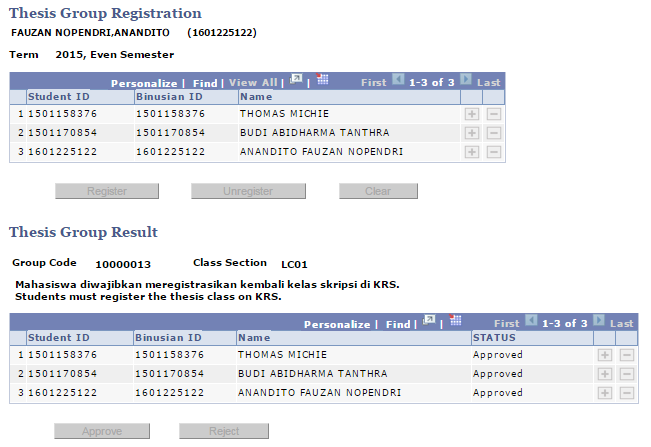 Thesis Group Registration
FAUZAN NOPENDRI,ANANDITO (1601225122)
Term 2015, Even Semester
Personalize | Find | View All | | First 1-3 of 3 Last
Student ID Binusian ID Name
1 1501158376 1501158376 THOMAS MICHIE
2 1501170854 1501170854 BUDI ABIDHARMA TANTHRA
3 1601225122 1601225122 ANANDITO FAUZAN NOPENDRI
Register Unregister Clear
Thesis Group Result
Group Code 10000013 Class Section LC01
Mahasiswa diwajibkan meregistrasikan kembali kelas skripsi di KRS.
Students must register the thesis class on KRS.
Personalize | Find | | First 1-3 of 3 Last
Student ID Binusian ID Name STATUS
1 1501158376 1501158376 THOMAS MICHIE Approved
2 1501170854 1501170854 BUDI ABIDHARMA TANTHRA Approved
3 1601225122 1601225122 ANANDITO FAUZAN NOPENDRI Approved
Approve Reject